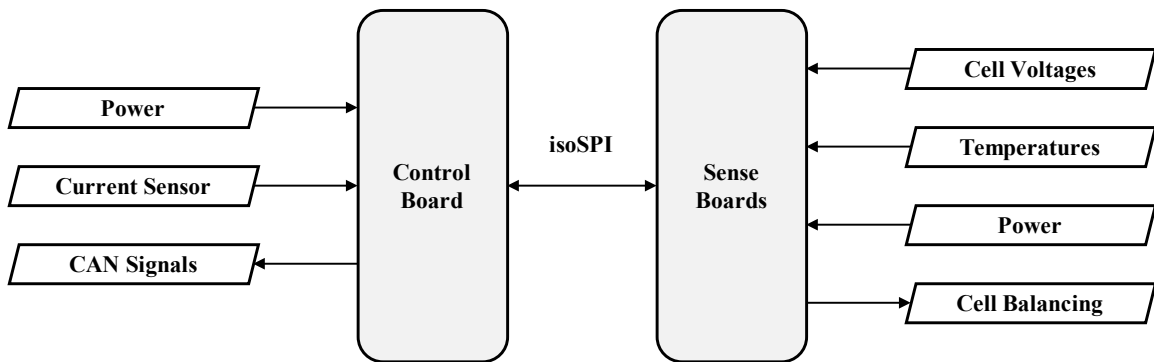 Power
Current Sensor
CAN Signals
Control
Board
isoSPI
Sense
Boards
Cell Voltages
Temperatures
Power
Cell Balancing